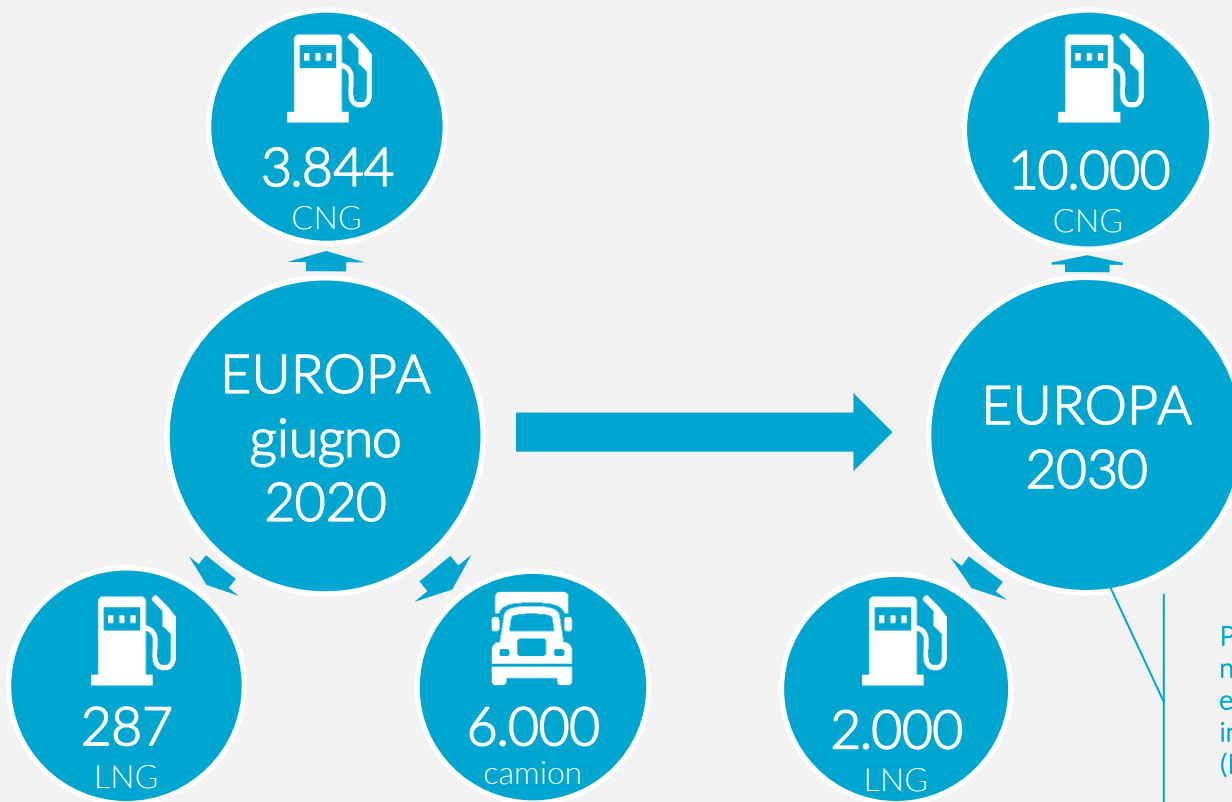 3.844
CNG
EUROPA
giugno
2020
287
LNG
6.000
camion
10.000
CNG
EUROPA
2030
2.000
LNG